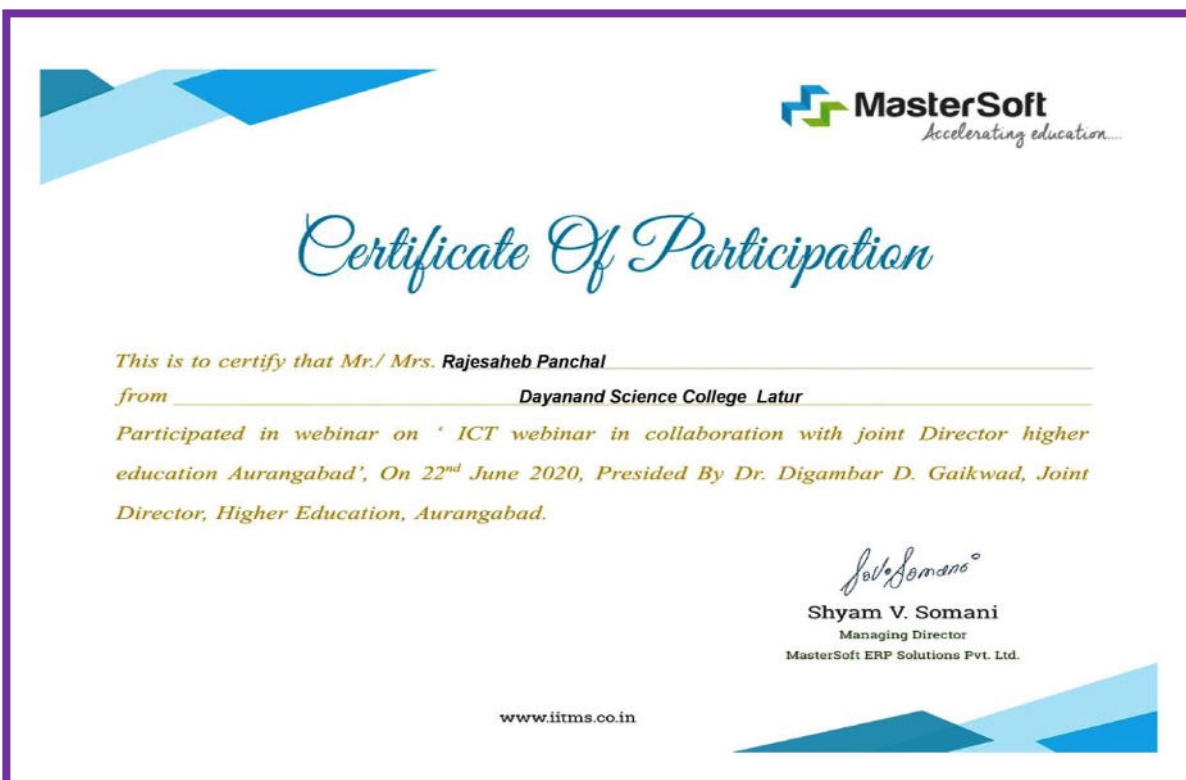 MasterSoft
Accelerating education....
Certificate Of Participation
This is to certify that Mr./ Mrs. Rajesaheb Panchal
from Dayanand Science College Latur
Participated in webinar on ‘ ICT webinar in collaboration with joint Director higher
education Aurangabad’, On 22nd June 2020, Presided By Dr. Digambar D. Gaikwad, Joint
Director, Higher Education, Aurangabad.
Shyam V. Somani
Managing Director
MasterSoft ERP Solutions Pvt. Ltd.
www.iitms.co.in